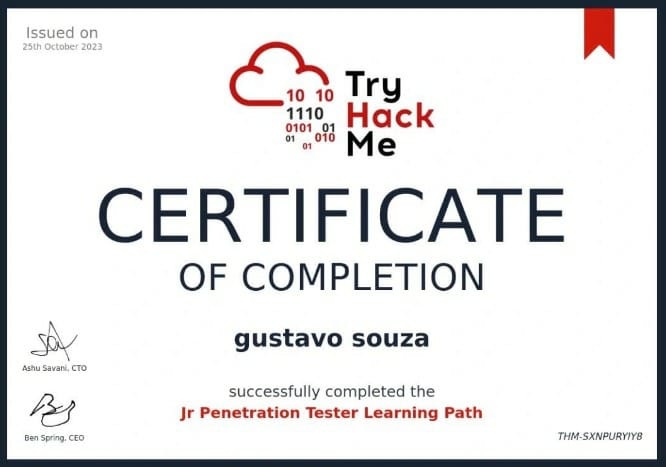 Issued on
25th October 2023
10 10
1110
0101 01
01 010
01
Try
Hack
Me
CERTIFICATE
OF COMPLETION
gustavo souza
Ashu Savani, CTO
Ben Spring, CEO
successfully completed the
Jr Penetration Tester Learning Path
THM-SXNPURYIY8